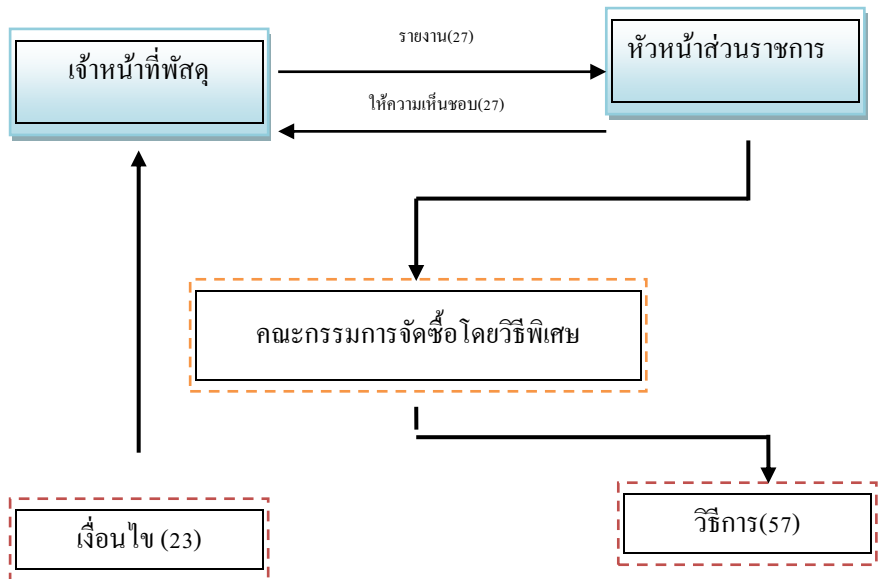 รายงาน(27)
เจ้าหน้าที่พัสดุ
หัวหน้าส่วนราชการ
ให้ความเห็นชอบ(27)
คณะกรรมการจัดซื้อโดยวิธีพิเศษ
เงื่อนไข (23)
วิธีการ(57)